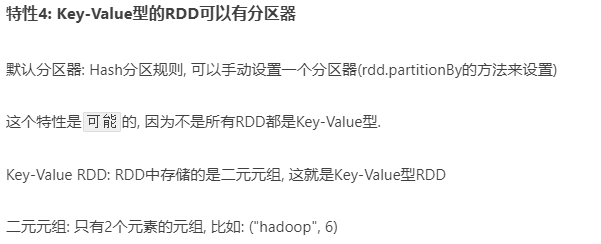 特性4: Key-Value型的RDD可以有分区器
默认分区器: Hash分区规则, 可以手动设置一个分区器(rdd.partitionBy的方法来设置)
这个特性是可能的, 因为不是所有RDD都是Key-Value型.
Key-Value RDD: RDD中存储的是二元元组, 这就是Key-Value型RDD
二元元组: 只有2个元素的元组, 比如: ("hadoop", 6)